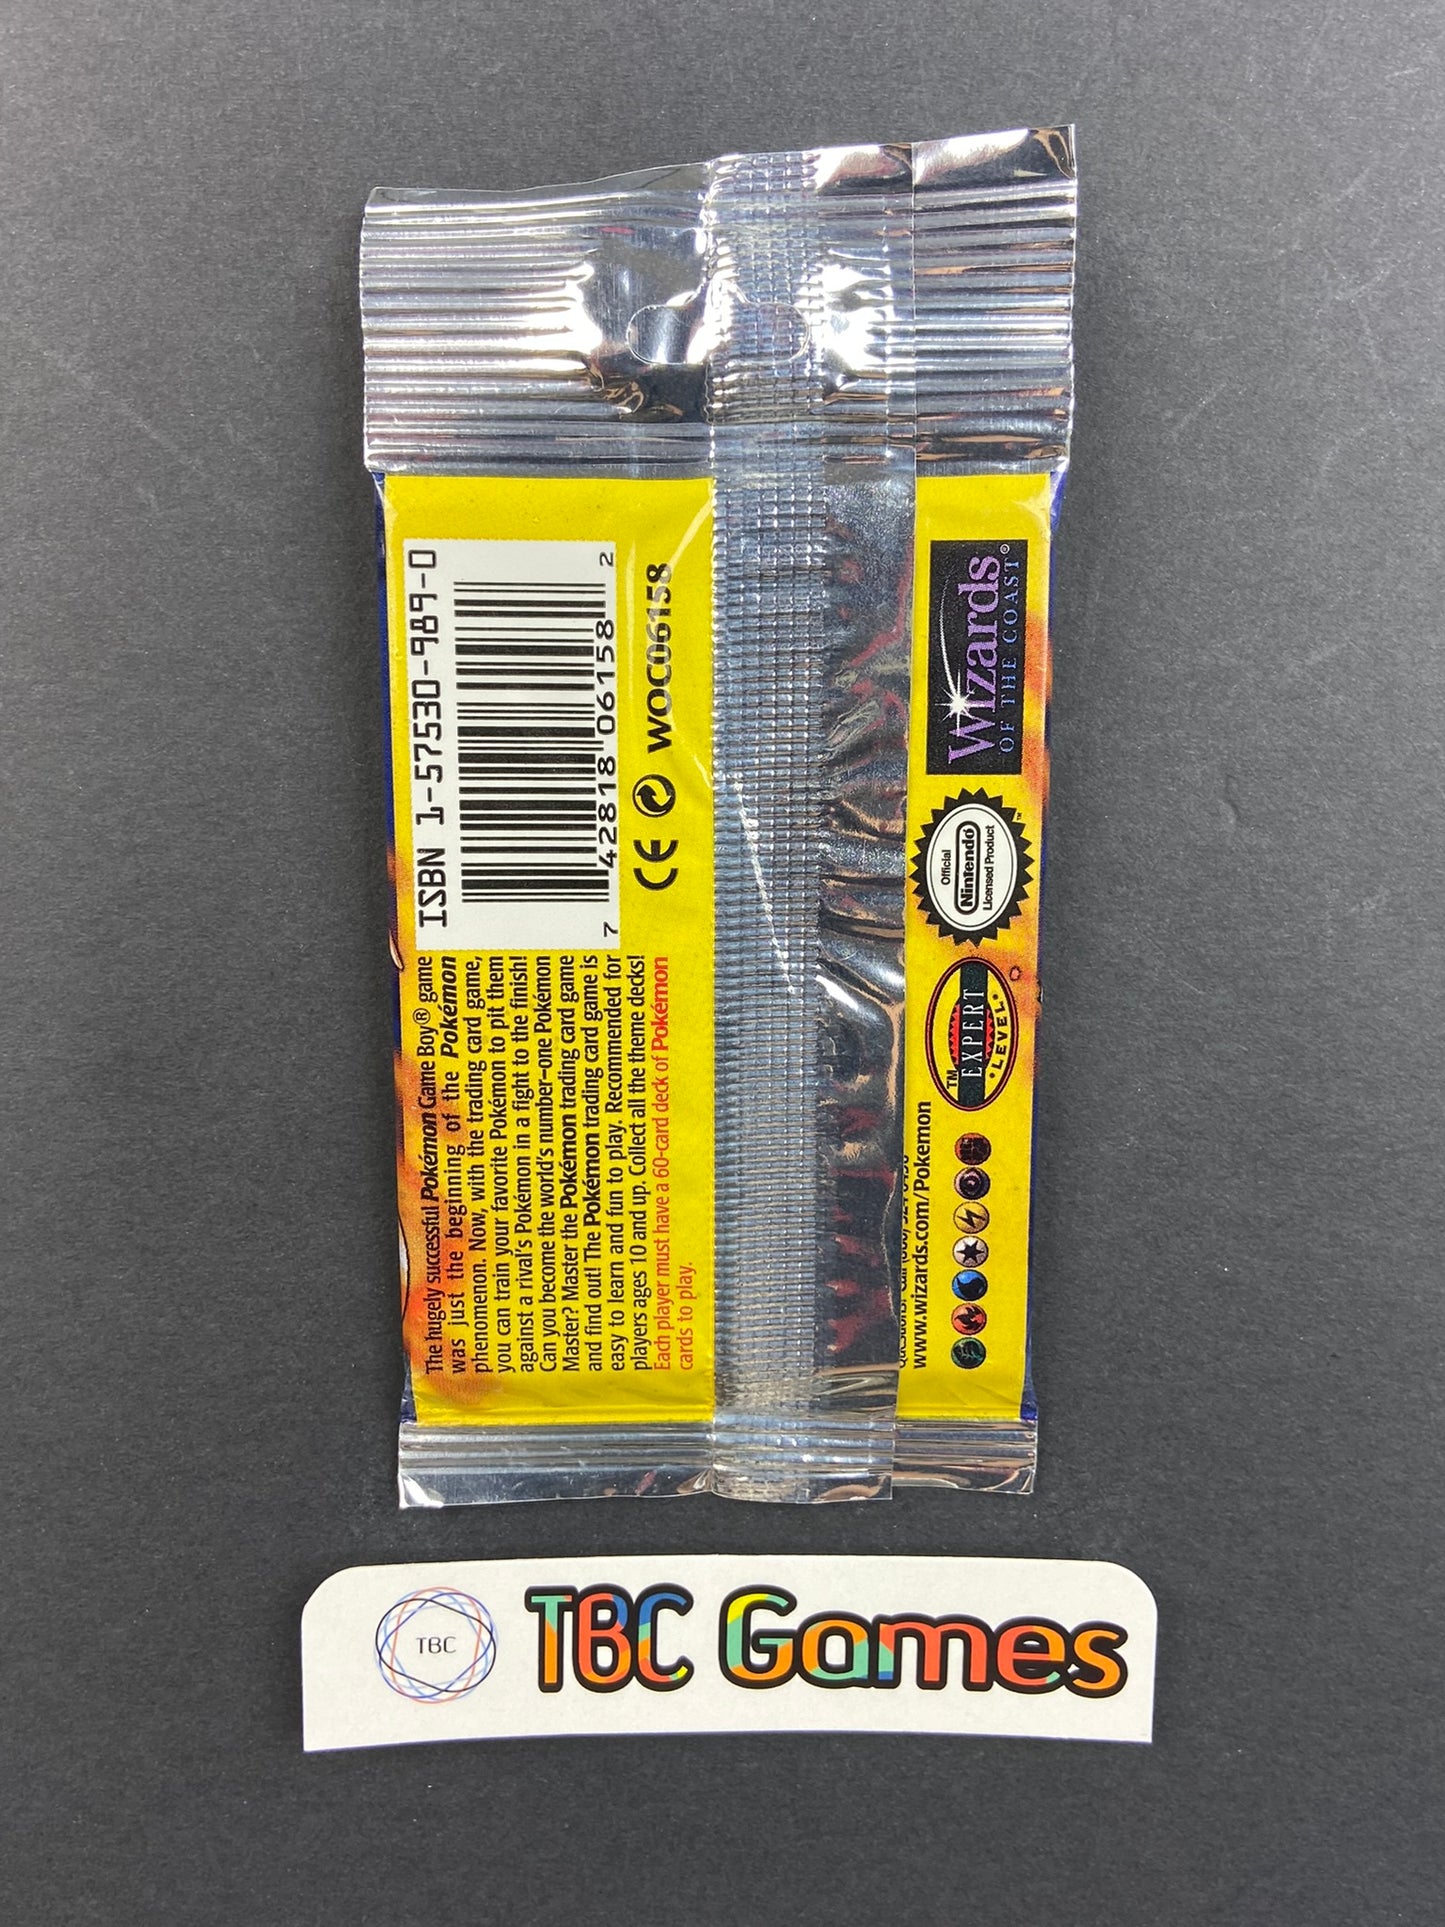 ISBN 1-57530-989-0
7 42818 06158 2
CE WOC06158
The hugely successful Pokémon Game Boy® game
was just the beginning of the Pokémon
phenomenon. Now, with the trading card game,
you can train your favorite Pokémon to pit them
against a rival's Pokémon in a fight to the finish!
Can you become the world's number-one Pokémon
Master? Master the Pokémon trading card game
and find out! The Pokémon trading card game is
easy to learn and fun to play. Recommended for
players ages 10 and up. Collect all the theme decks!
Each player must have a 60-card deck of Pokémon
cards to play.
www.wizards.com/Pokemon
TM
EXPERT
LEVEL
Official
Nintendo
Licensed Product
TM
Wizards
OF THE COAST®
TBC
TBC Games